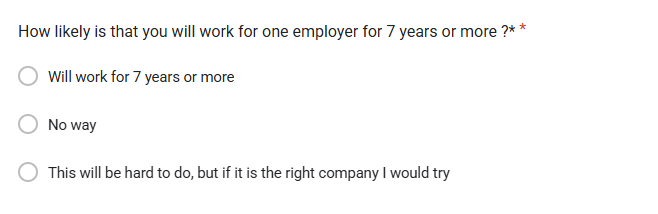 How likely is that you will work for one employer for 7 years or more ?* *
Will work for 7 years or more
No way
This will be hard to do, but if it is the right company I would try